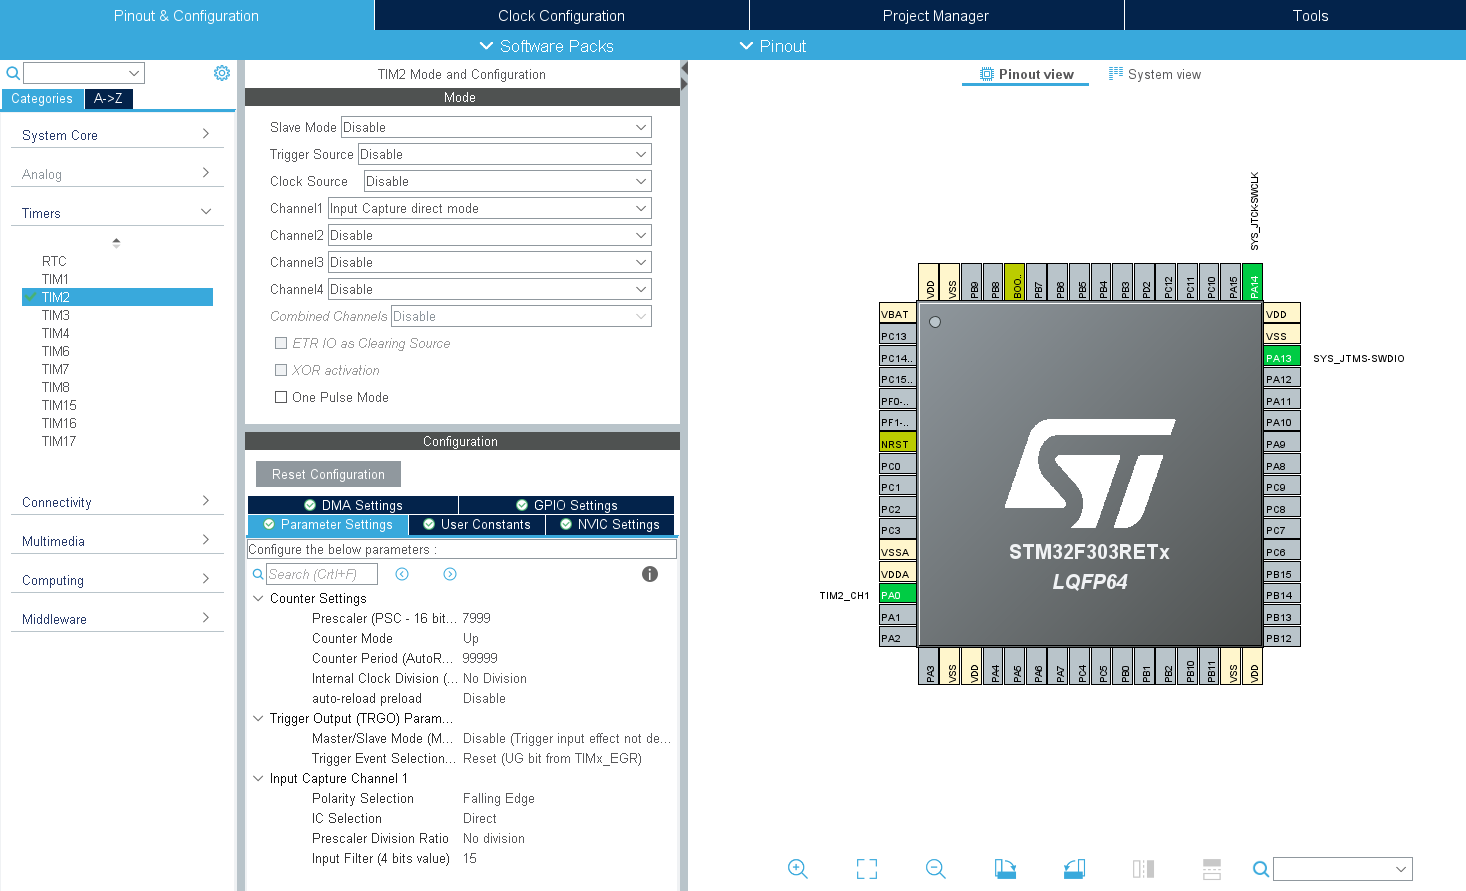 Pinout & Configuration
Clock Configuration
Project Manager
Tools
Software Packs
Pinout
Categories
A->Z
System Core
Analog
Timers
RTC
TIM1
TIM2
TIM3
TIM4
TIM6
TIM7
TIM8
TIM15
TIM16
TIM17
Connectivity
Multimedia
Computing
Middleware
TIM2 Mode and Configuration
Mode
Slave Mode Disable
Trigger Source Disable
Clock Source Disable
Channel1 Input Capture direct mode
Channel2 Disable
Channel3 Disable
Channel4 Disable
Combined Channels Disable
ETR IO as Clearing Source
XOR activation
One Pulse Mode
Configuration
Reset Configuration
DMA Settings
GPIO Settings
Parameter Settings
User Constants
NVIC Settings
Configure the below parameters :
Search (Crtl+F)
Counter Settings
Prescaler (PSC - 16 bit... 7999
Counter Mode Up
Counter Period (AutoR... 99999
Internal Clock Division (... No Division
auto-reload preload Disable
Trigger Output (TRGO) Param...
Master/Slave Mode (M... Disable (Trigger input effect not de...
Trigger Event Selection... Reset (UG bit from TIMx_EGR)
Input Capture Channel 1
Polarity Selection Falling Edge
IC Selection Direct
Prescaler Division Ratio No division
Input Filter (4 bits value) 15
Pinout view
System view
SYS_JTCK-SWCLK
VDD
VSS
PB9
PB8
BOO..
PB7
PB6
PB5
PB4
PB3
PD2
PC12
PC11
PC10
PA15
PA14
VBAT
PC13
PC14..
PC15..
PF0-..
PF1-..
NRST
PC0
PC1
PC2
PC3
VSSA
VDDA
TIM2_CH1
PA0
PA1
PA2
STM32F303RETx
LQFP64
VDD
VSS
PA13
SYS_JTMS-SWDIO
PA12
PA11
PA10
PA9
PA8
PC9
PC8
PC7
PC6
PB15
PB14
PB13
PB12
PA3
VSS
VDD
PA4
PA5
PA6
PA7
PC4
PC5
PB0
PB1
PB2
PB10
PB11
VSS
VDD